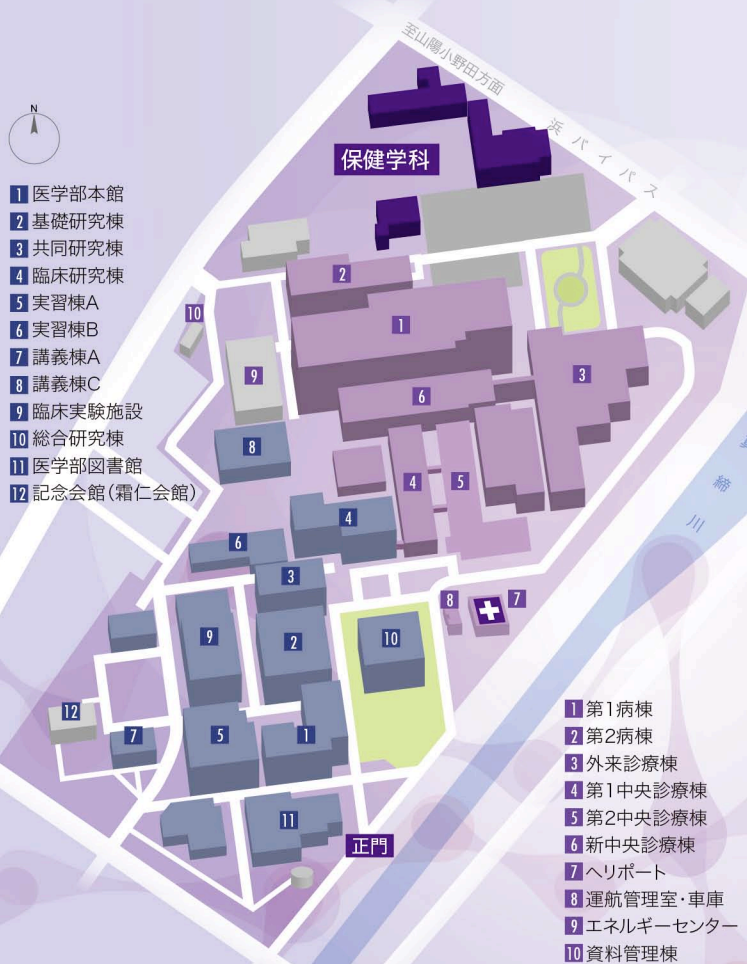 至山陽小野田方面
浜バイパス
N
保健学科
1 医学部本館
2 基礎研究棟
3 共同研究棟
4 臨床研究棟
5 実習棟A
6 実習棟B
7 講義棟A
8 講義棟C
9 臨床実験施設
10 総合研究棟
11 医学部図書館
12 記念会館(霜仁会館)
2
10
1
9
3
6
8
4
5
4
6
3
8
7
9
2
10
12
7
5
1
11
正門
締川
1 第1病棟
2 第2病棟
3 外来診療棟
4 第1中央診療棟
5 第2中央診療棟
6 新中央診療棟
7 ヘリポート
8 運航管理室・車庫
9 エネルギーセンター
10 資料管理棟